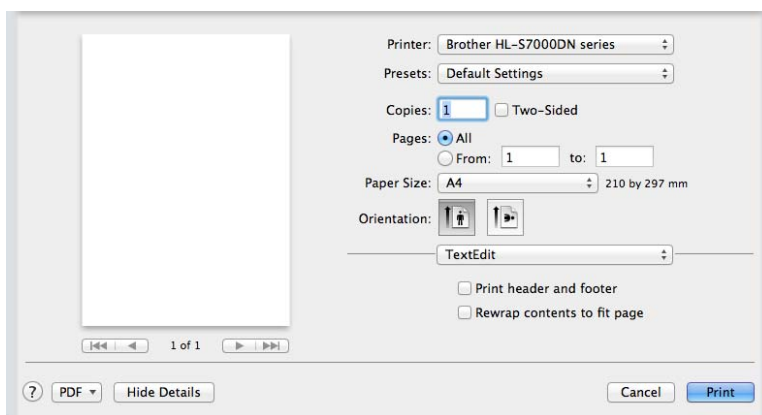 Printer: Brother HL-S7000DN series
Presets: Default Settings
Copies: 1 Two-Sided
Pages: All
From: 1 to: 1
Paper Size: A4 210 by 297 mm
Orientation:
TextEdit
Print header and footer
Rewrap contents to fit page
1 of 1
? PDF Hide Details Cancel Print